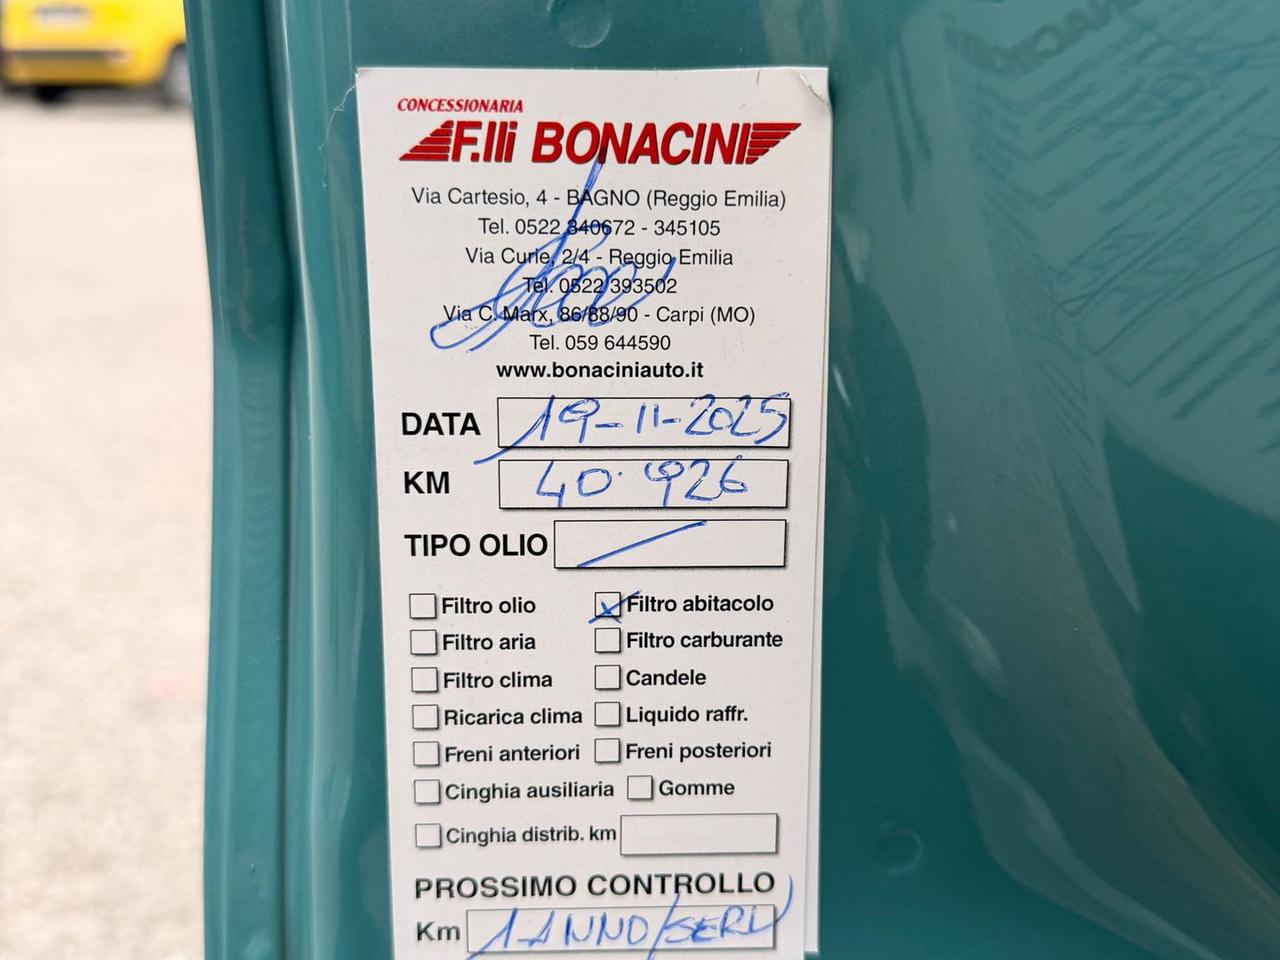 CONCESSIONARIA
F.lli BONACINI
Via Cartesio, 4 - BAGNO (Reggio Emilia)
Tel. 0522 340672 - 345105
Via Curie, 2/4 - Reggio Emilia
Tel. 0522 393502
Via C. Marx, 86/88/90 - Carpi (MO)
Tel. 059 644590
www.bonaciniauto.it
DATA 19-11-2025
KM 40.926
TIPO OLIO
Filtro olio Filtro abitacolo
Filtro aria Filtro carburante
Filtro clima Candele
Ricarica clima Liquido raffr.
Freni anteriori Freni posteriori
Cinghia ausiliaria Gomme
Cinghia distrib. km
PROSSIMO CONTROLLO
Km 1 ANNO/SERV